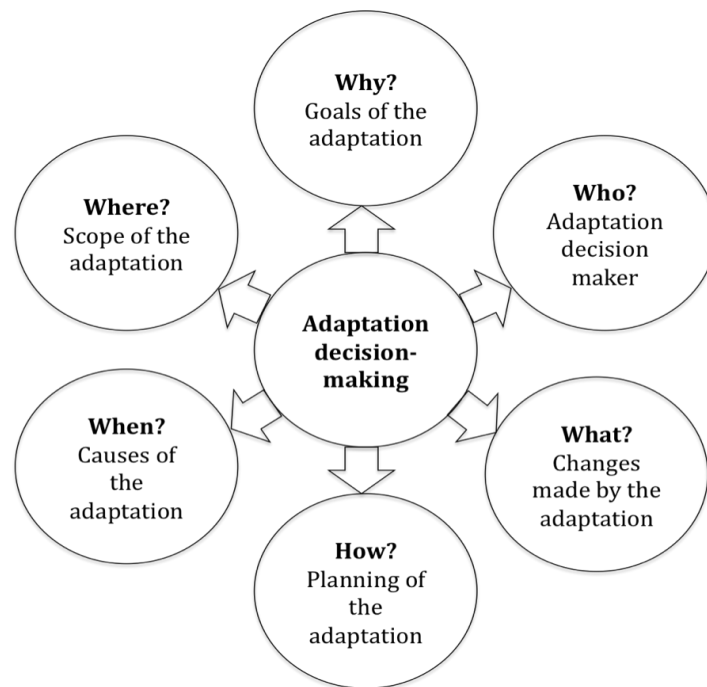 Why?
Goals of the
adaptation
Who?
Adaptation
decision
maker
What?
Changes
made by the
adaptation
How?
Planning of
the
adaptation
When?
Causes of
the
adaptation
Where?
Scope of the
adaptation
Adaptation
decision-
making